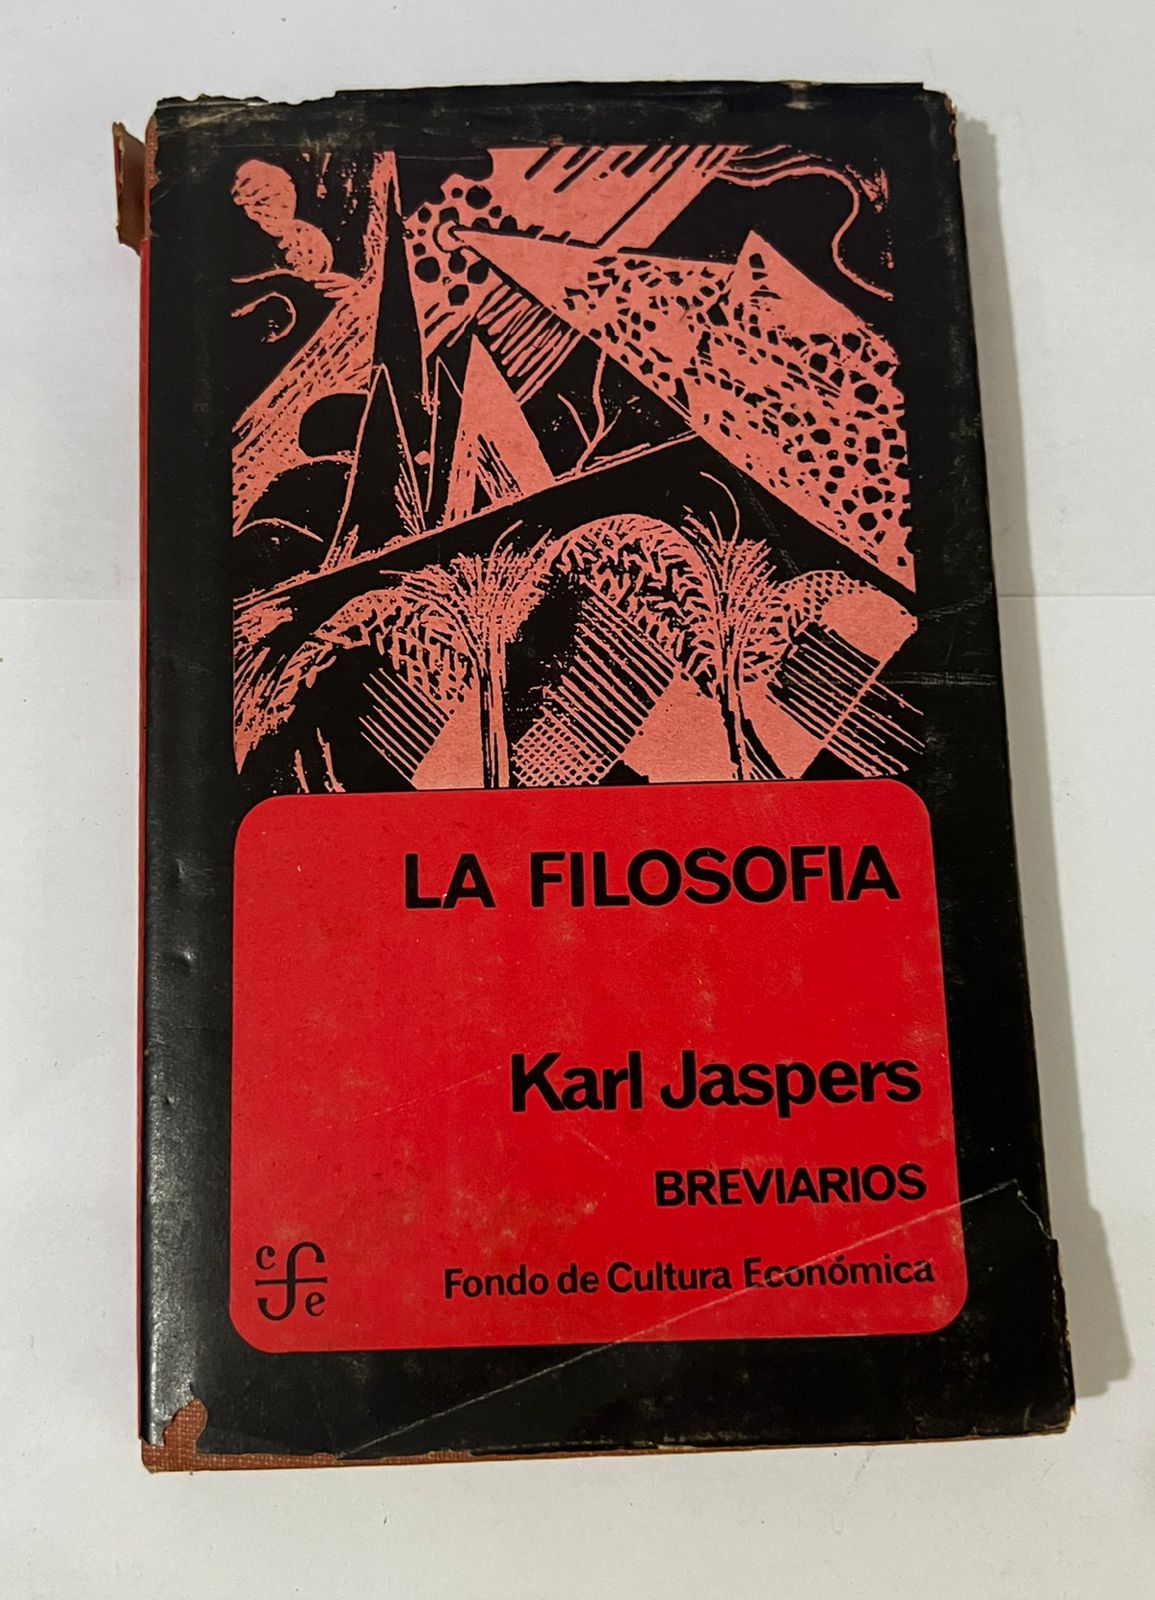 LA FILOSOFIA
Karl Jaspers
BREVIARIOS
Fondo de Cultura Económica
cfe